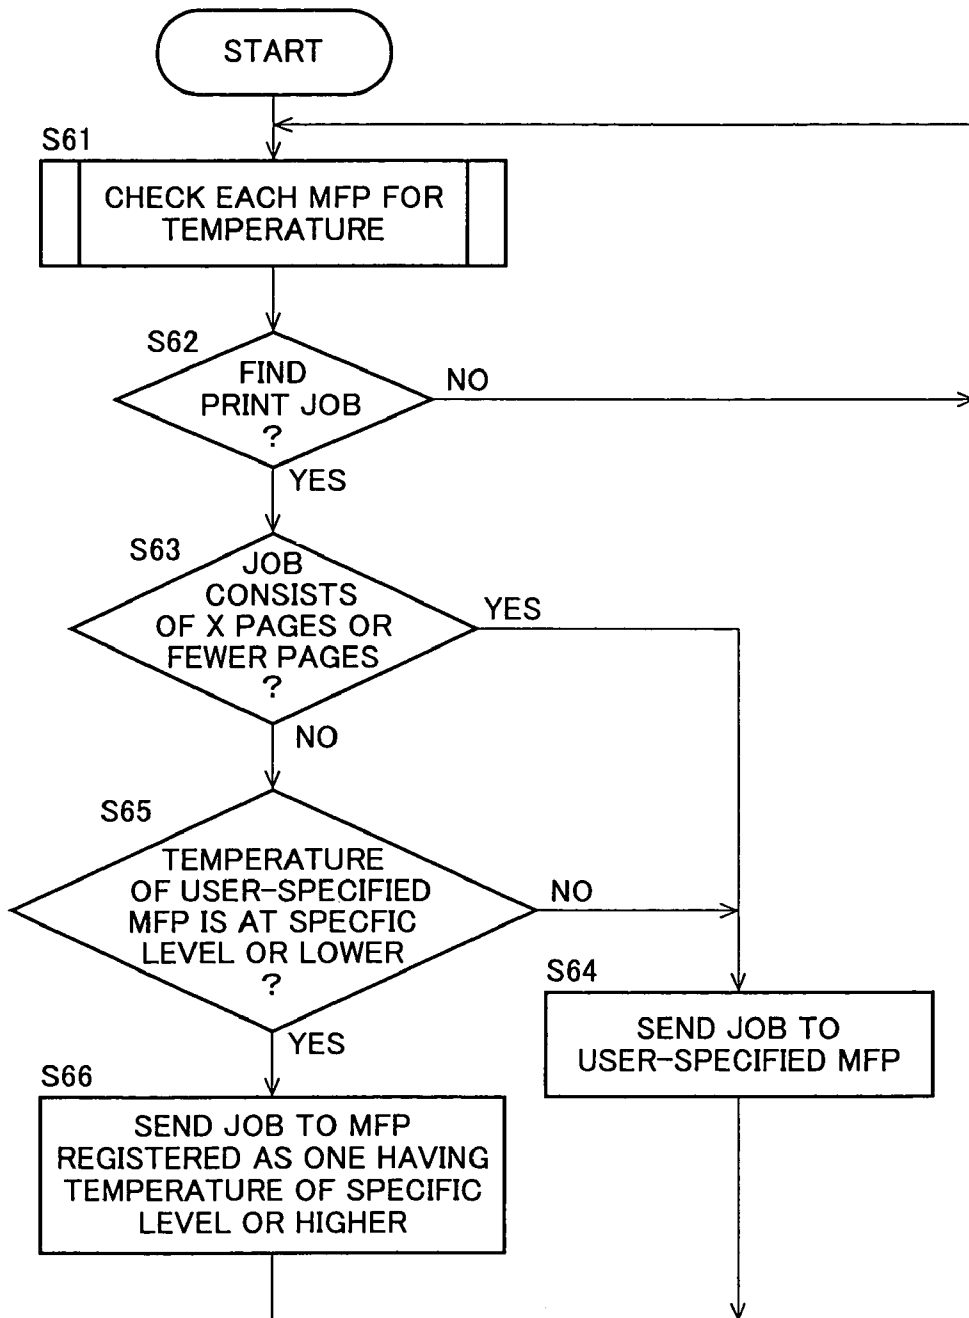 START
S61
CHECK EACH MFP FOR
TEMPERATURE
S62
FIND
PRINT JOB
?
NO
YES
S63
JOB
CONSISTS
OF X PAGES OR
FEWER PAGES
?
YES
NO
S65
TEMPERATURE
OF USER-SPECIFIED
MFP IS AT SPECFIC
LEVEL OR LOWER
?
NO
YES
S64
SEND JOB TO
USER-SPECIFIED MFP
S66
SEND JOB TO MFP
REGISTERED AS ONE HAVING
TEMPERATURE OF SPECIFIC
LEVEL OR HIGHER